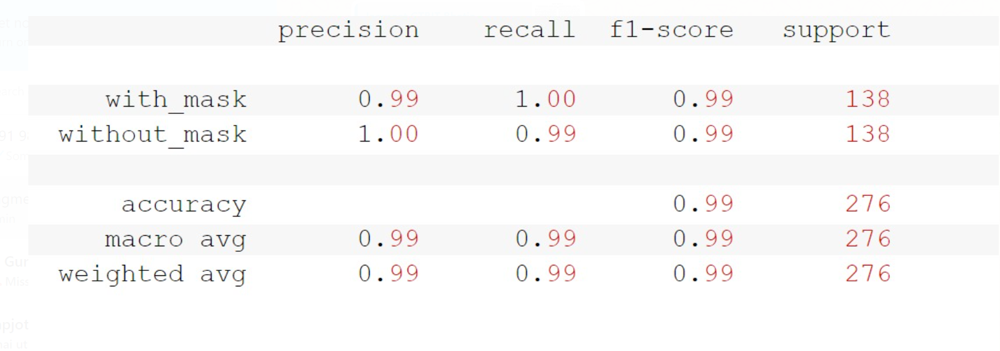 precision recall f1-score support
with_mask 0.99 1.00 0.99 138
without_mask 1.00 0.99 0.99 138
accuracy 0.99 276
macro avg 0.99 0.99 0.99 276
weighted avg 0.99 0.99 0.99 276